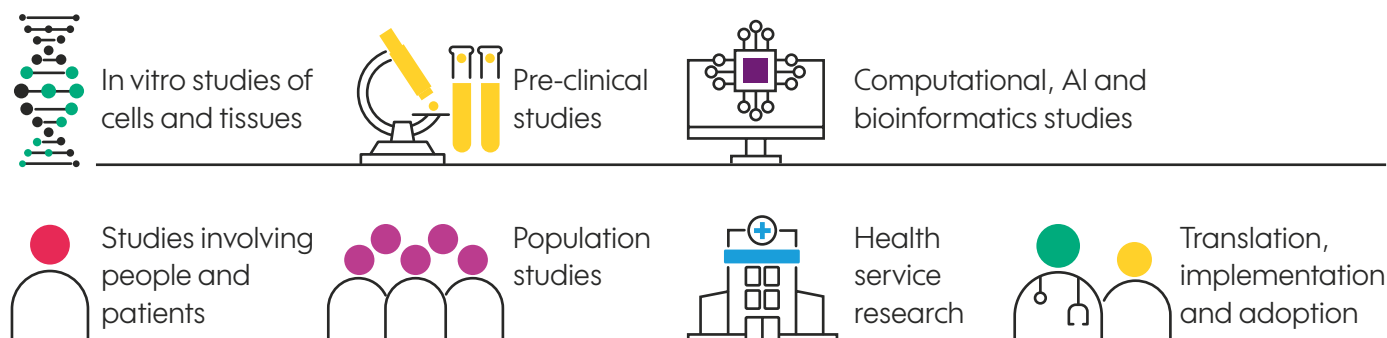 In vitro studies of
cells and tissues
Pre-clinical
studies
Computational, AI and
bioinformatics studies
Studies involving
people and
patients
Population
studies
Health
service
research
Translation,
implementation
and adoption